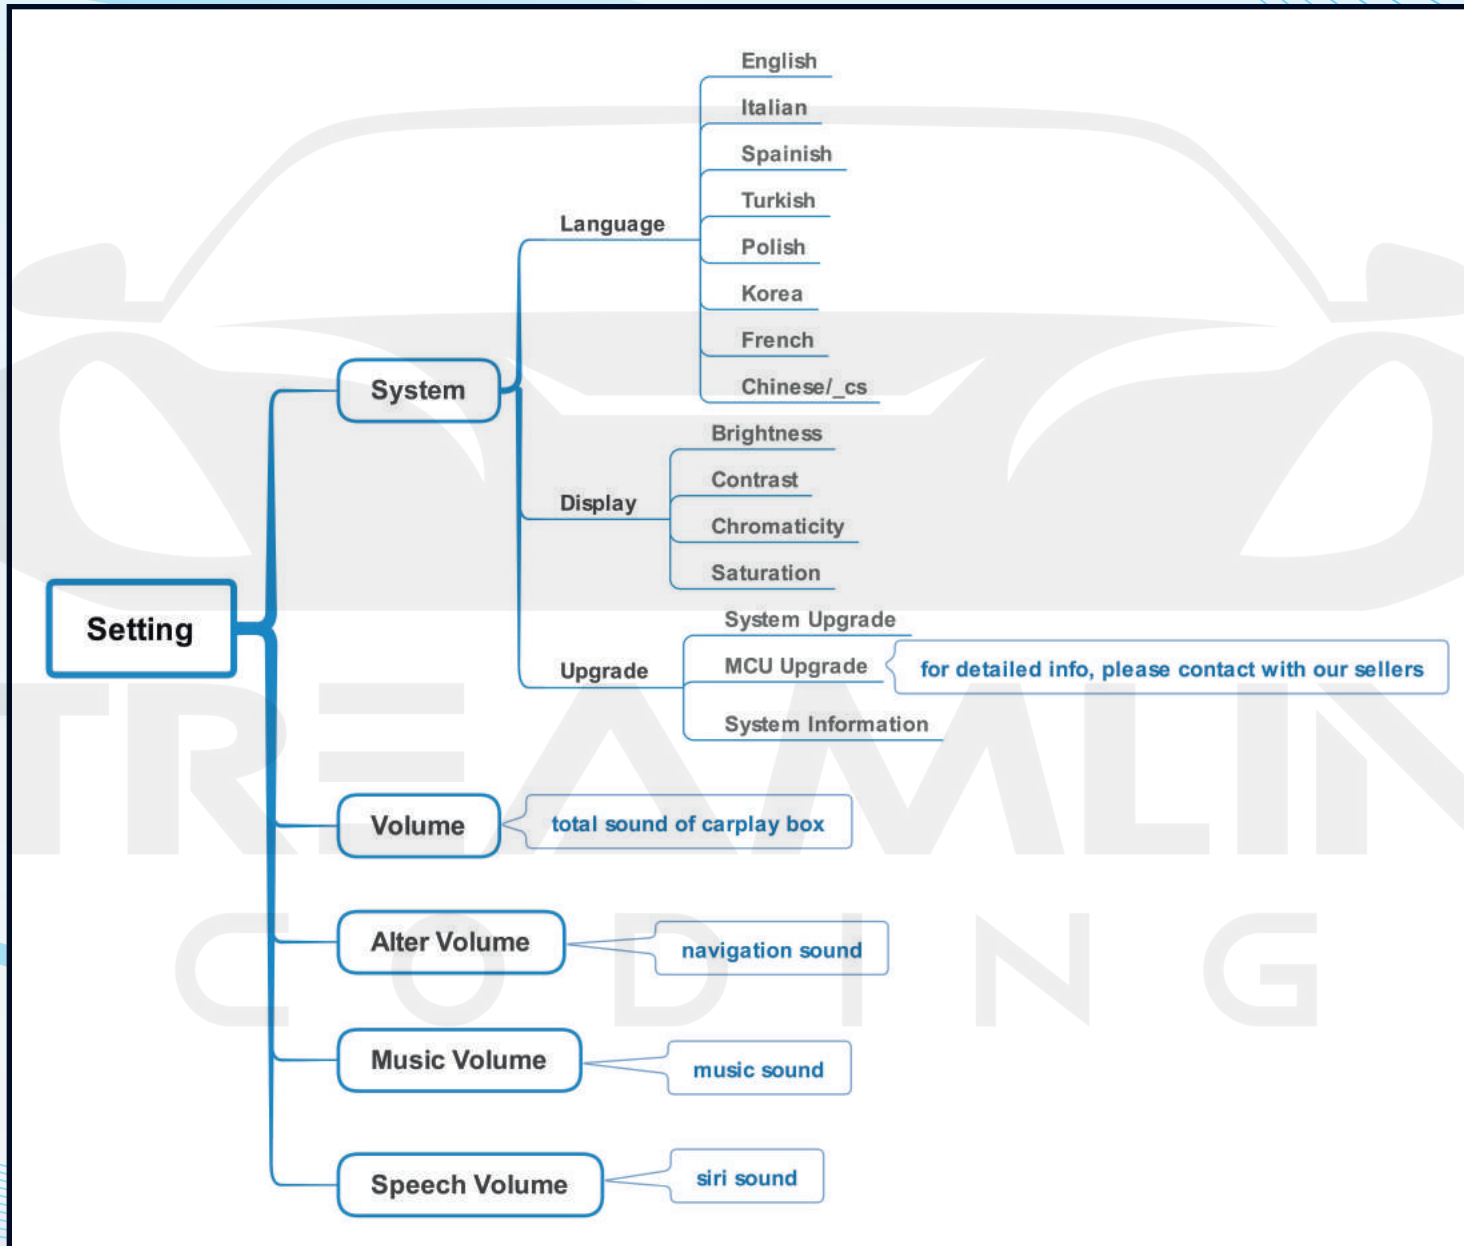 English
Italian
Spainish
Turkish
Language
Polish
Korea
French
System
Chinese/_cs
Brightness
Contrast
Display
Chromaticity
Saturation
Setting
System Upgrade
Upgrade
MCU Upgrade
for detailed info, please contact with our sellers
System Information
TREAMLIN
Volume
total sound of carplay box
Alter Volume
navigation sound
CODING
Music Volume
music sound
Speech Volume
siri sound